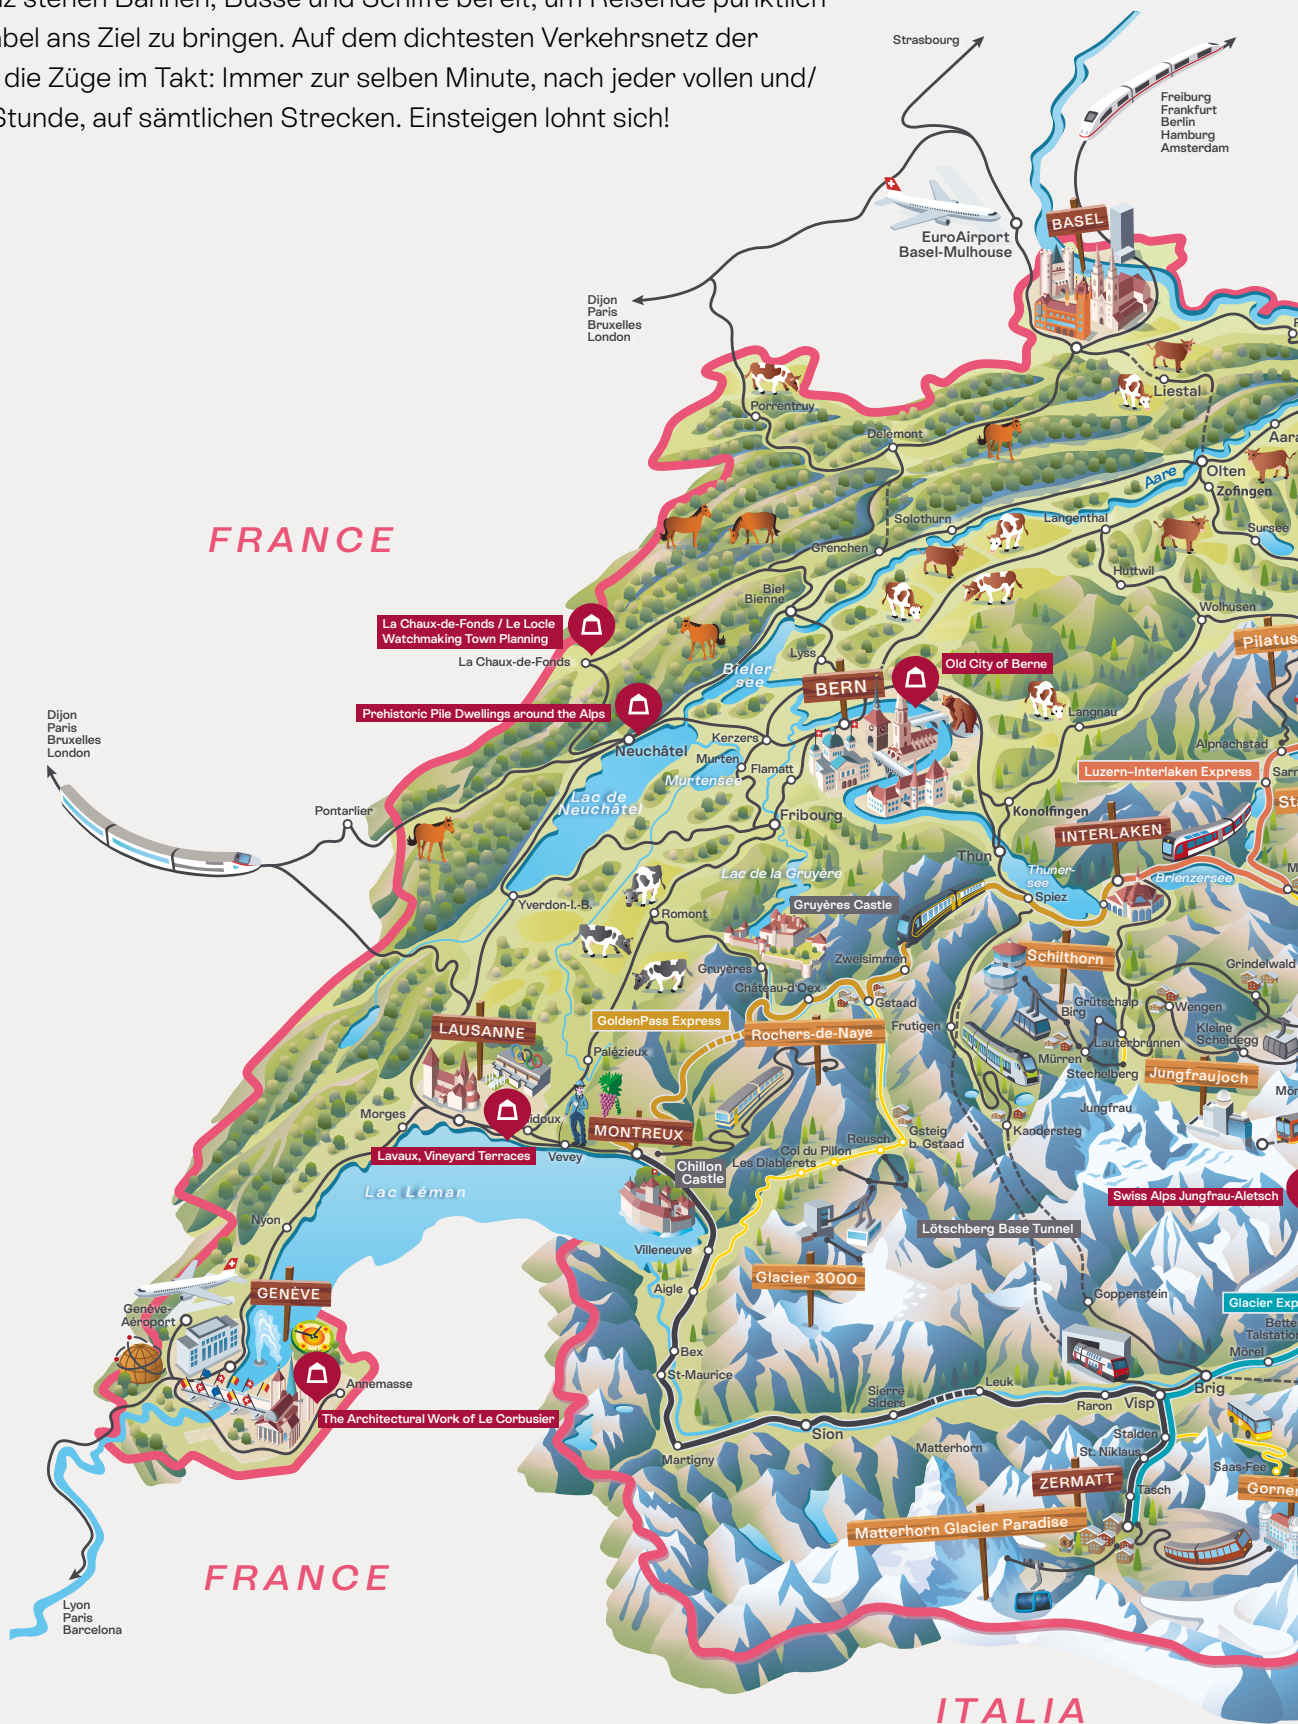 stehen Bahnen, Busse und Schiffe bereit, um Reisende pünktlich
ans Ziel zu bringen. Auf dem dichtesten Verkehrsnetz der
die Züge im Takt: Immer zur selben Minute, nach jeder vollen und/
Stunde, auf sämtlichen Strecken. Einsteigen lohnt sich!
Strasbourg
Freiburg
Frankfurt
Berlin
Hamburg
Amsterdam
BASEL
EuroAirport
Basel-Mulhouse
Dijon
Paris
Bruxelles
London
Porrentruy
Liestal
Delémont
Aare
Olten
Zofingen
FRANCE
Solothurn
Langenthal
Sursee
Grenchen
Huttwil
Biel
Bienne
Wolhusen
La Chaux-de-Fonds / Le Locle
Watchmaking Town Planning
Pilatus
La Chaux-de-Fonds
Lyss
Old City of Berne
Bieler-
see
BERN
Prehistoric Pile Dwellings around the Alps
Langnau
Dijon
Paris
Bruxelles
London
Neuchâtel
Kerzers
Alpnachstad
Murten
Flamatt
Murtensee
Luzern–Interlaken Express
Lac de
Neuchâtel
Pontarlier
Fribourg
Konolfingen
INTERLAKEN
Thun
Lac de la Gruyère
Thuner-
see
Brienzersee
Yverdon-l.-B.
Romont
Gruyères Castle
Spiez
Schilthorn
Gruyères
Zweisimmen
Grindelwald
Château-d'Oex
Gstaad
Grütschalp
Birg
Wengen
LAUSANNE
GoldenPass Express
Rochers-de-Naye
Frutigen
Kleine
Scheidegg
Lauterbrunnen
Palézieux
Mürren
Stechelberg
Jungfraujoch
Morges
Jungfrau
MONTREUX
Kandersteg
Lavaux, Vineyard Terraces
Vevey
Reusch
Gsteig
b. Gstaad
Col du Pillon
Les Diablerets
Chillon
Castle
Lac Léman
Swiss Alps Jungfrau-Aletsch
Nyon
Lötschberg Base Tunnel
Villeneuve
Glacier 3000
Aigle
GENÈVE
Goppenstein
Genève-
Aéroport
Glacier Exp
Bex
Mörel
St-Maurice
Annemasse
Sierre
Siders
Leuk
Raron
Visp
Brig
The Architectural Work of Le Corbusier
Sion
Stalden
Matterhorn
St. Niklaus
Martigny
Saas-Fee
ZERMATT
Täsch
Matterhorn Glacier Paradise
FRANCE
Lyon
Paris
Barcelona
ITALIA